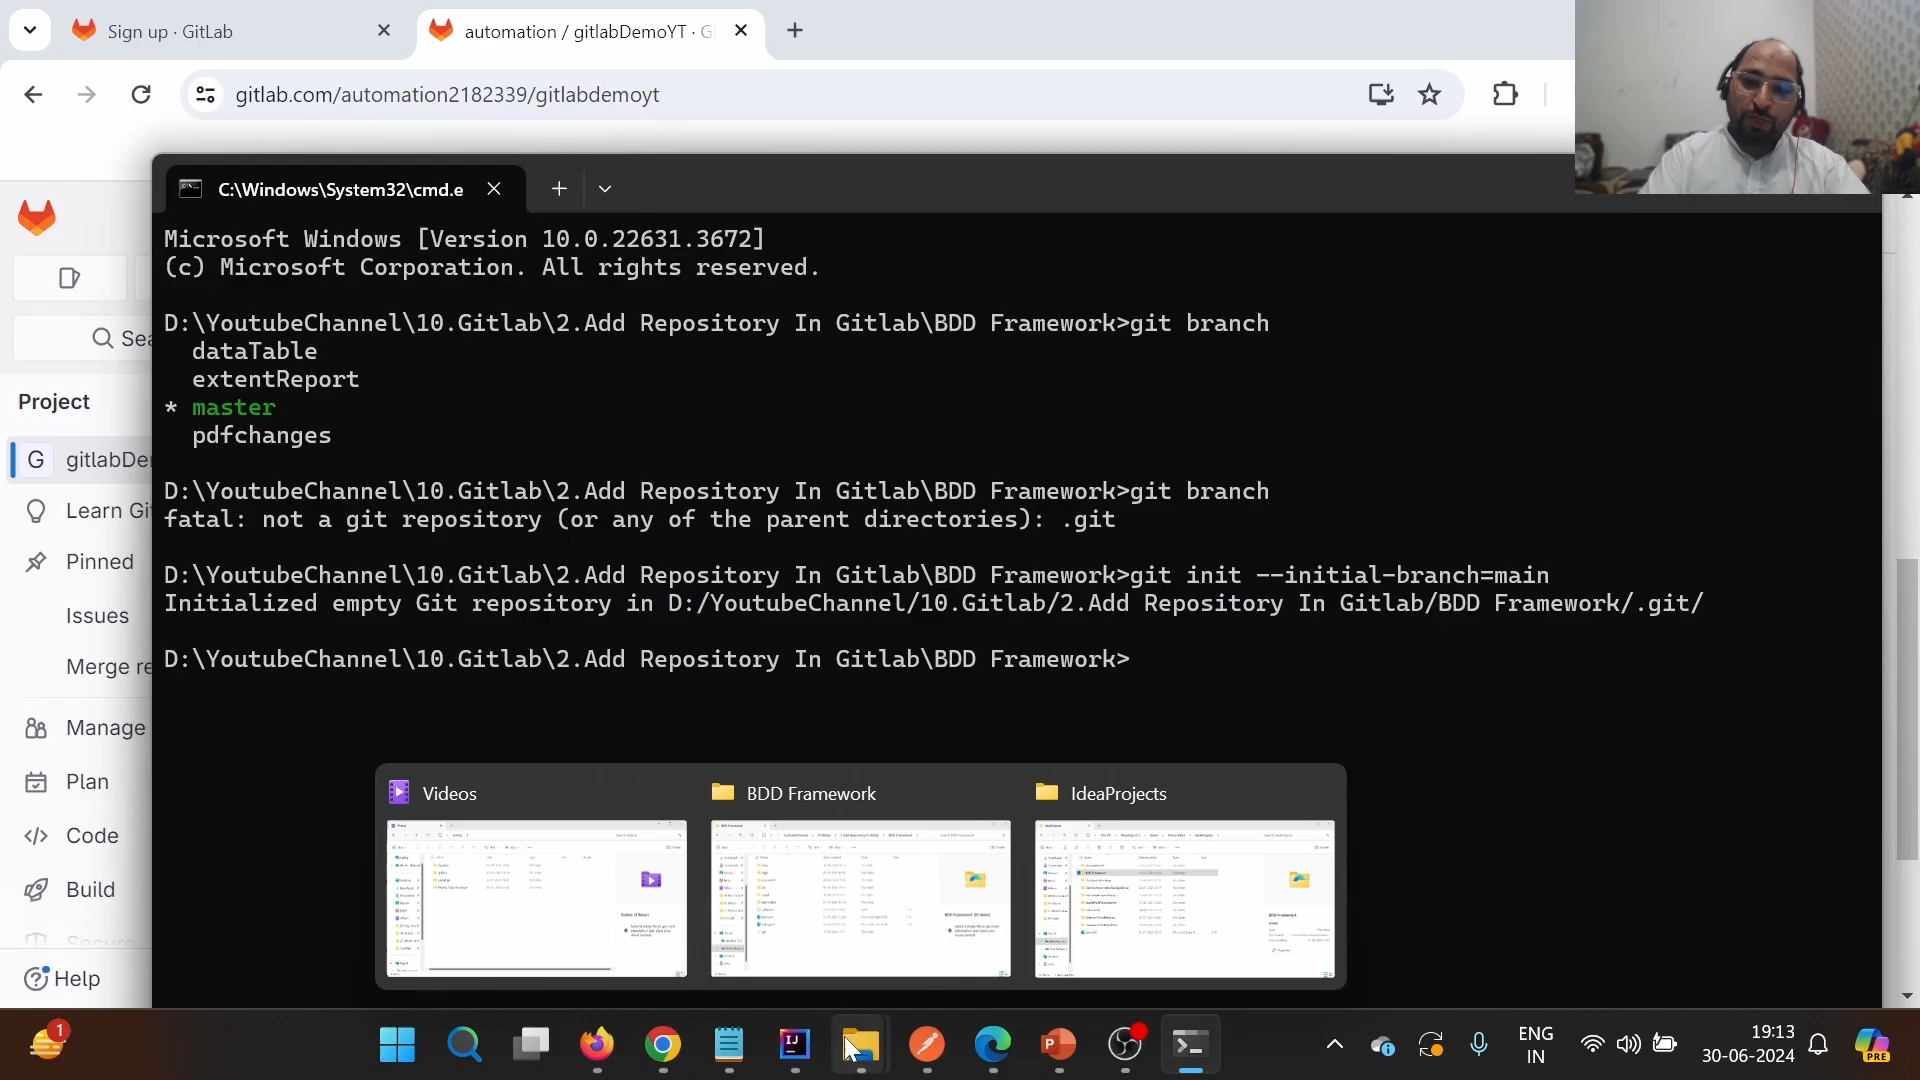 Sign up · GitLab
automation / gitlabDemoYT · G
gitlab.com/automation2182339/gitlabdemoyt
C:\Windows\System32\cmd.e
Microsoft Windows [Version 10.0.22631.3672]
(c) Microsoft Corporation. All rights reserved.
D:\YoutubeChannel\10.Gitlab\2.Add Repository In Gitlab\BDD Framework>git branch
dataTable
extentReport
* master
pdfchanges
D:\YoutubeChannel\10.Gitlab\2.Add Repository In Gitlab\BDD Framework>git branch
fatal: not a git repository (or any of the parent directories): .git
D:\YoutubeChannel\10.Gitlab\2.Add Repository In Gitlab\BDD Framework>git init --initial-branch=main
Initialized empty Git repository in D:/YoutubeChannel/10.Gitlab/2.Add Repository In Gitlab/BDD Framework/.git/
D:\YoutubeChannel\10.Gitlab\2.Add Repository In Gitlab\BDD Framework>
Sea
Project
G gitlabDe
Learn Gi
Pinned
Issues
Merge re
Manage
Plan
Code
Build
Secure
Help
Videos
BDD Framework
IdeaProjects
1
ENG
IN
19:13
30-06-2024
PRE